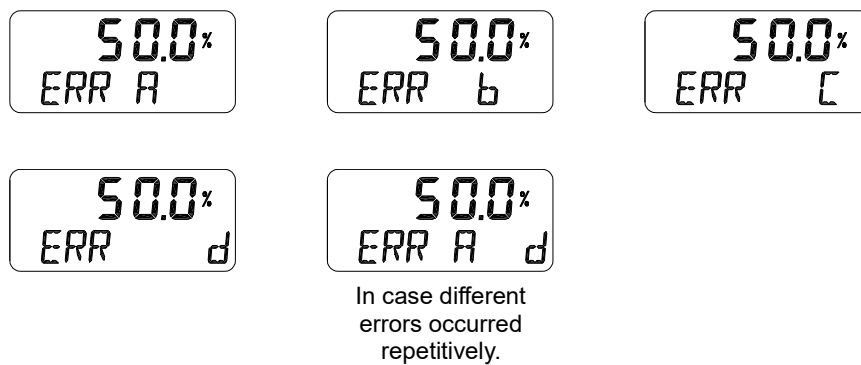 50.0%
ERR A
50.0%
ERR b
50.0%
ERR C
50.0%
ERR d
50.0%
ERR A d
In case different
errors occurred
repetitively.